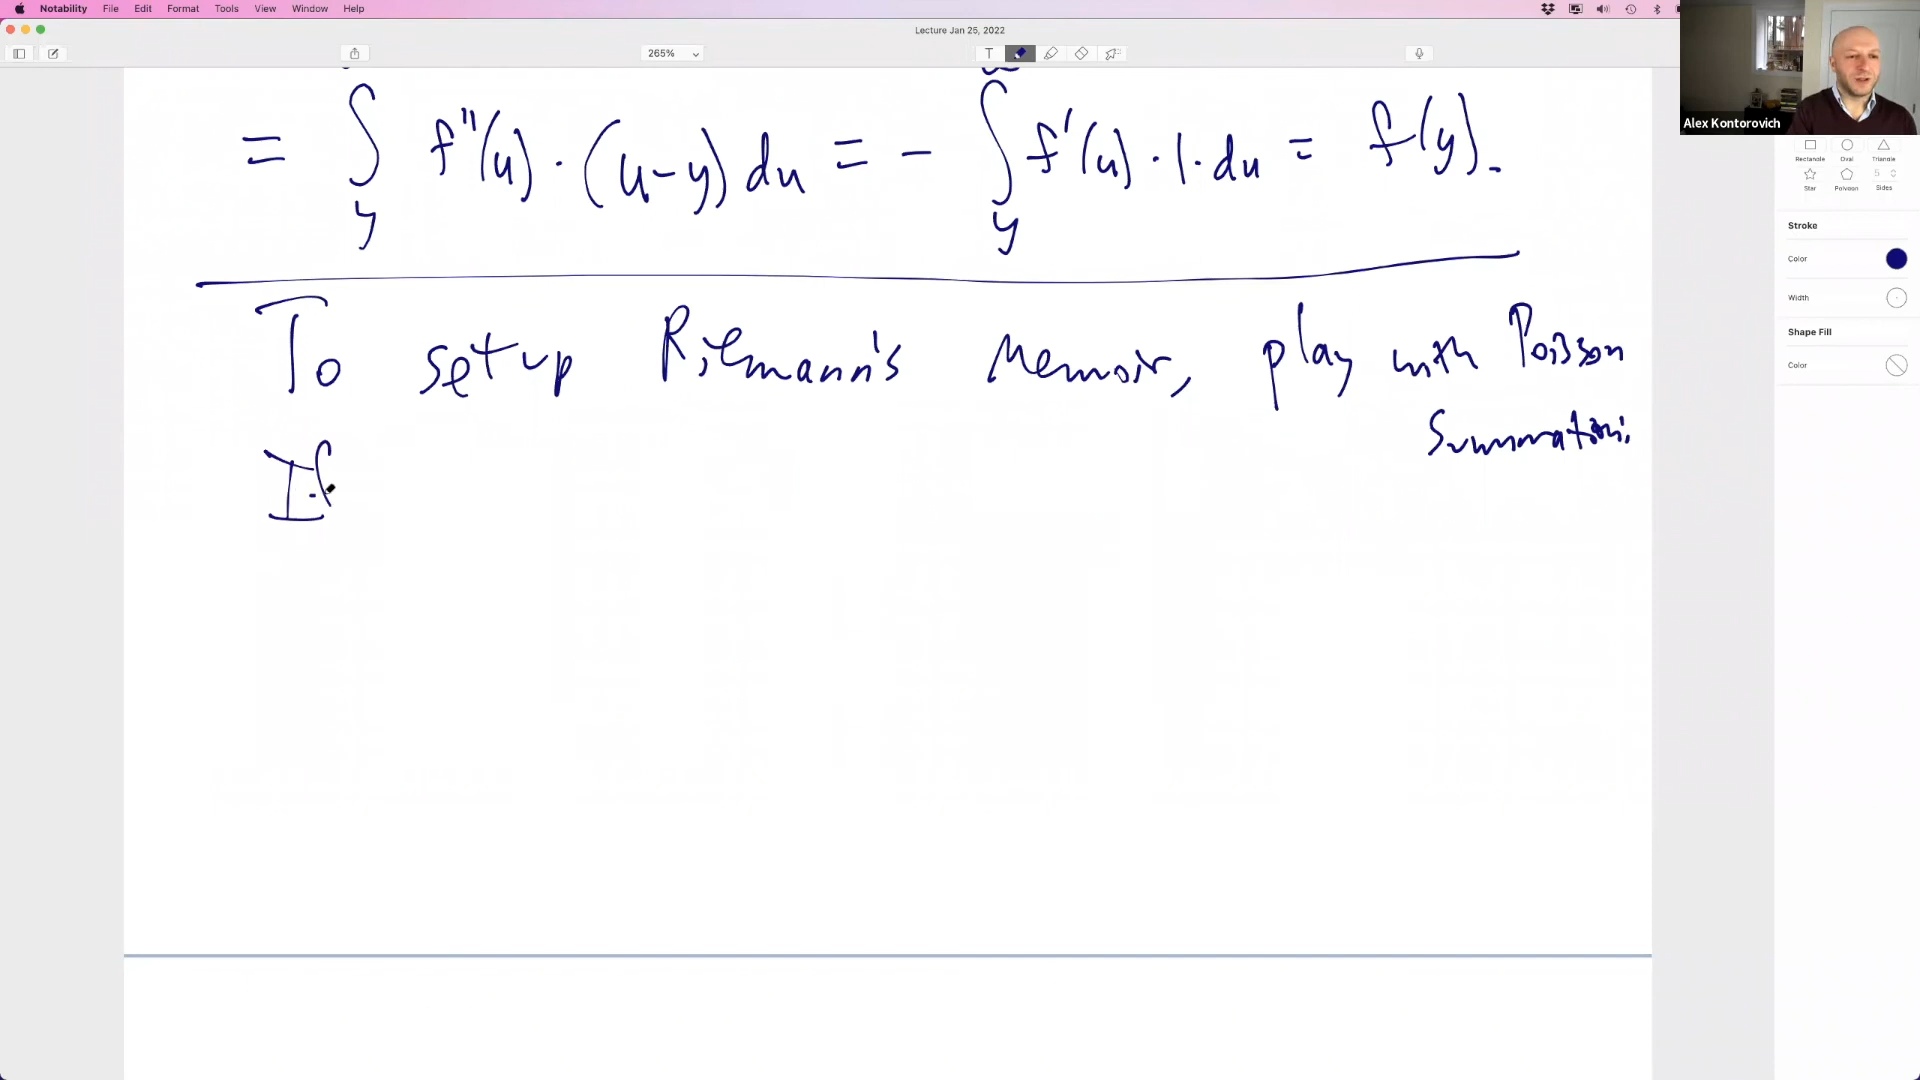 Notability File Edit Format Tools View Window Help
Lecture Jan 25, 2022
265%
T
Alex Kontorovich
Rectangle Oval Triangle
5
Star Polygon Sides
Stroke
Color
Width
Shape Fill
Color
= ∫ f''(u) · (u-y) du = - ∫ f'(u) · 1 · du = f(y).
y y
To setup Riemann's Memoir, play with Poisson
Summation:
If